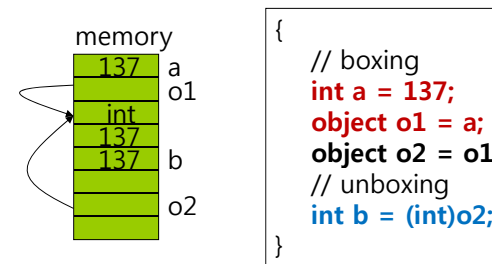 memory
137 a
o1
int
137
137 b
o2
{
// boxing
int a = 137;
object o1 = a;
object o2 = o1
// unboxing
int b = (int)o2;
}